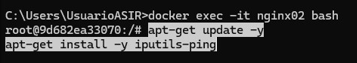 C:\Users\UsuarioASIR>docker exec -it nginx02 bash
root@9d682ea33070:/# apt-get update -y
apt-get install -y iputils-ping